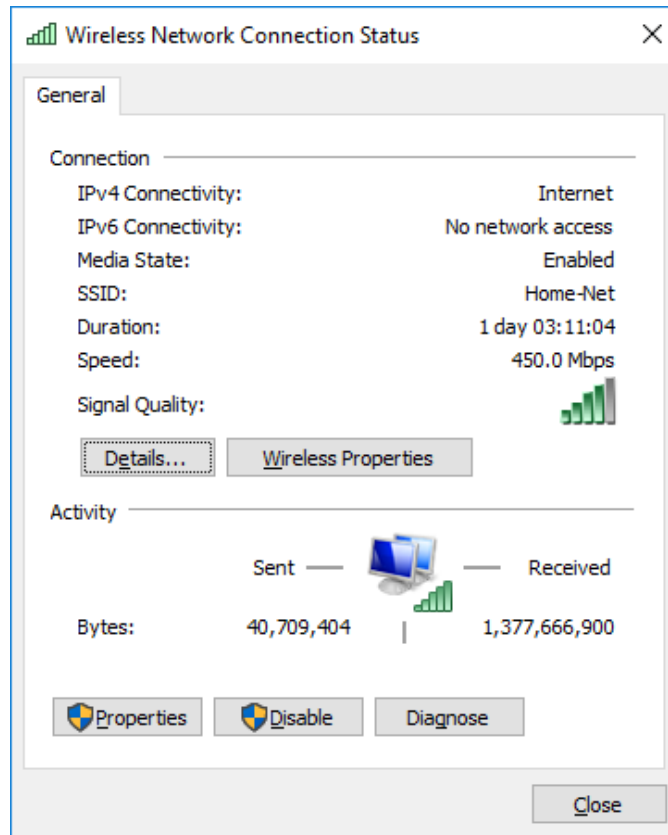 Wireless Network Connection Status
General
Connection
IPv4 Connectivity: Internet
IPv6 Connectivity: No network access
Media State: Enabled
SSID: Home-Net
Duration: 1 day 03:11:04
Speed: 450.0 Mbps
Signal Quality:
Details... Wireless Properties
Activity
Sent Received
Bytes: 40,709,404 1,377,666,900
Properties Disable Diagnose
Close